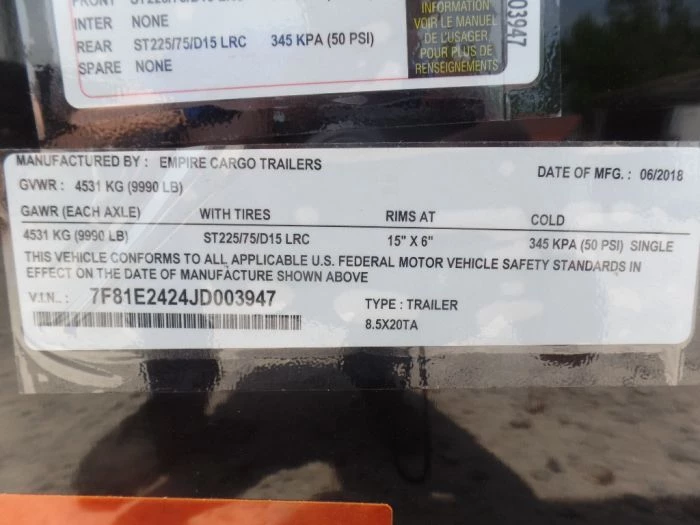 INTER NONE
REAR ST225/75/D15 LRC 345 KPA (50 PSI)
SPARE NONE
INFORMATION
VOIR LE MANUEL
DE L'USAGER
POUR PLUS DE
RENSEIGNEMENTS
03947
MANUFACTURED BY : EMPIRE CARGO TRAILERS
DATE OF MFG. : 06/2018
GVWR : 4531 KG (9990 LB)
GAWR (EACH AXLE) WITH TIRES RIMS AT COLD
4531 KG (9990 LB) ST225/75/D15 LRC 15" X 6" 345 KPA (50 PSI) SINGLE
THIS VEHICLE CONFORMS TO ALL APPLICABLE U.S. FEDERAL MOTOR VEHICLE SAFETY STANDARDS IN
EFFECT ON THE DATE OF MANUFACTURE SHOWN ABOVE
V.I.N.. : 7F81E2424JD003947 TYPE : TRAILER
8.5X20TA